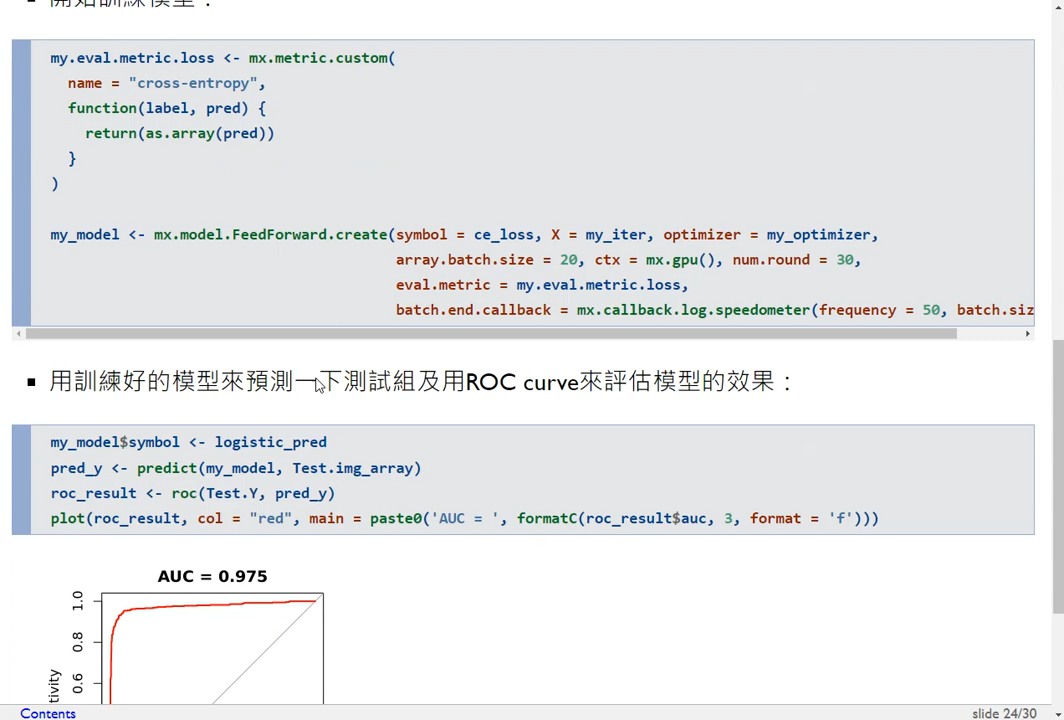 開始訓練模型：
my.eval.metric.loss <- mx.metric.custom(
  name = "cross-entropy",
  function(label, pred) {
    return(as.array(pred))
  }
)
my_model <- mx.model.FeedForward.create(symbol = ce_loss, X = my_iter, optimizer = my_optimizer,
                                        array.batch.size = 20, ctx = mx.gpu(), num.round = 30,
                                        eval.metric = my.eval.metric.loss,
                                        batch.end.callback = mx.callback.log.speedometer(frequency = 50, batch.siz
▪ 用訓練好的模型來預測一下測試組及用ROC curve來評估模型的效果：
my_model$symbol <- logistic_pred
pred_y <- predict(my_model, Test.img_array)
roc_result <- roc(Test.Y, pred_y)
plot(roc_result, col = "red", main = paste0('AUC = ', formatC(roc_result$auc, 3, format = 'f')))
AUC = 0.975
1.0
0.8
0.6
tivity
Contents
slide 24/30